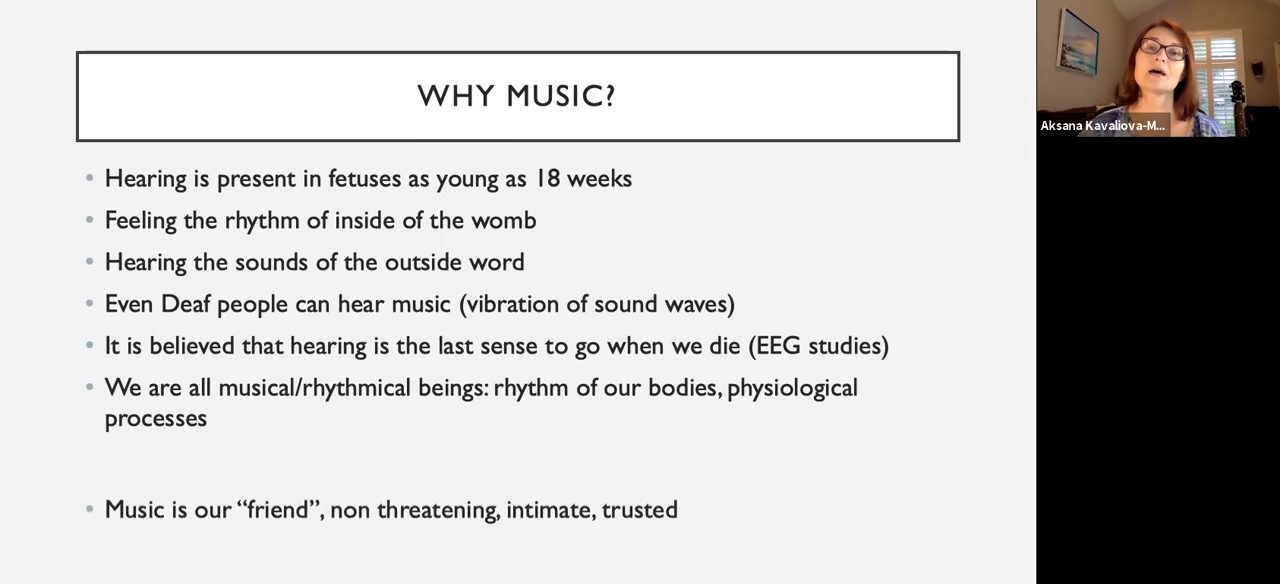 WHY MUSIC?
• Hearing is present in fetuses as young as 18 weeks
• Feeling the rhythm of inside of the womb
• Hearing the sounds of the outside word
• Even Deaf people can hear music (vibration of sound waves)
• It is believed that hearing is the last sense to go when we die (EEG studies)
• We are all musical/rhythmical beings: rhythm of our bodies, physiological
processes
• Music is our “friend”, non threatening, intimate, trusted
Aksana Kavaliova-M...